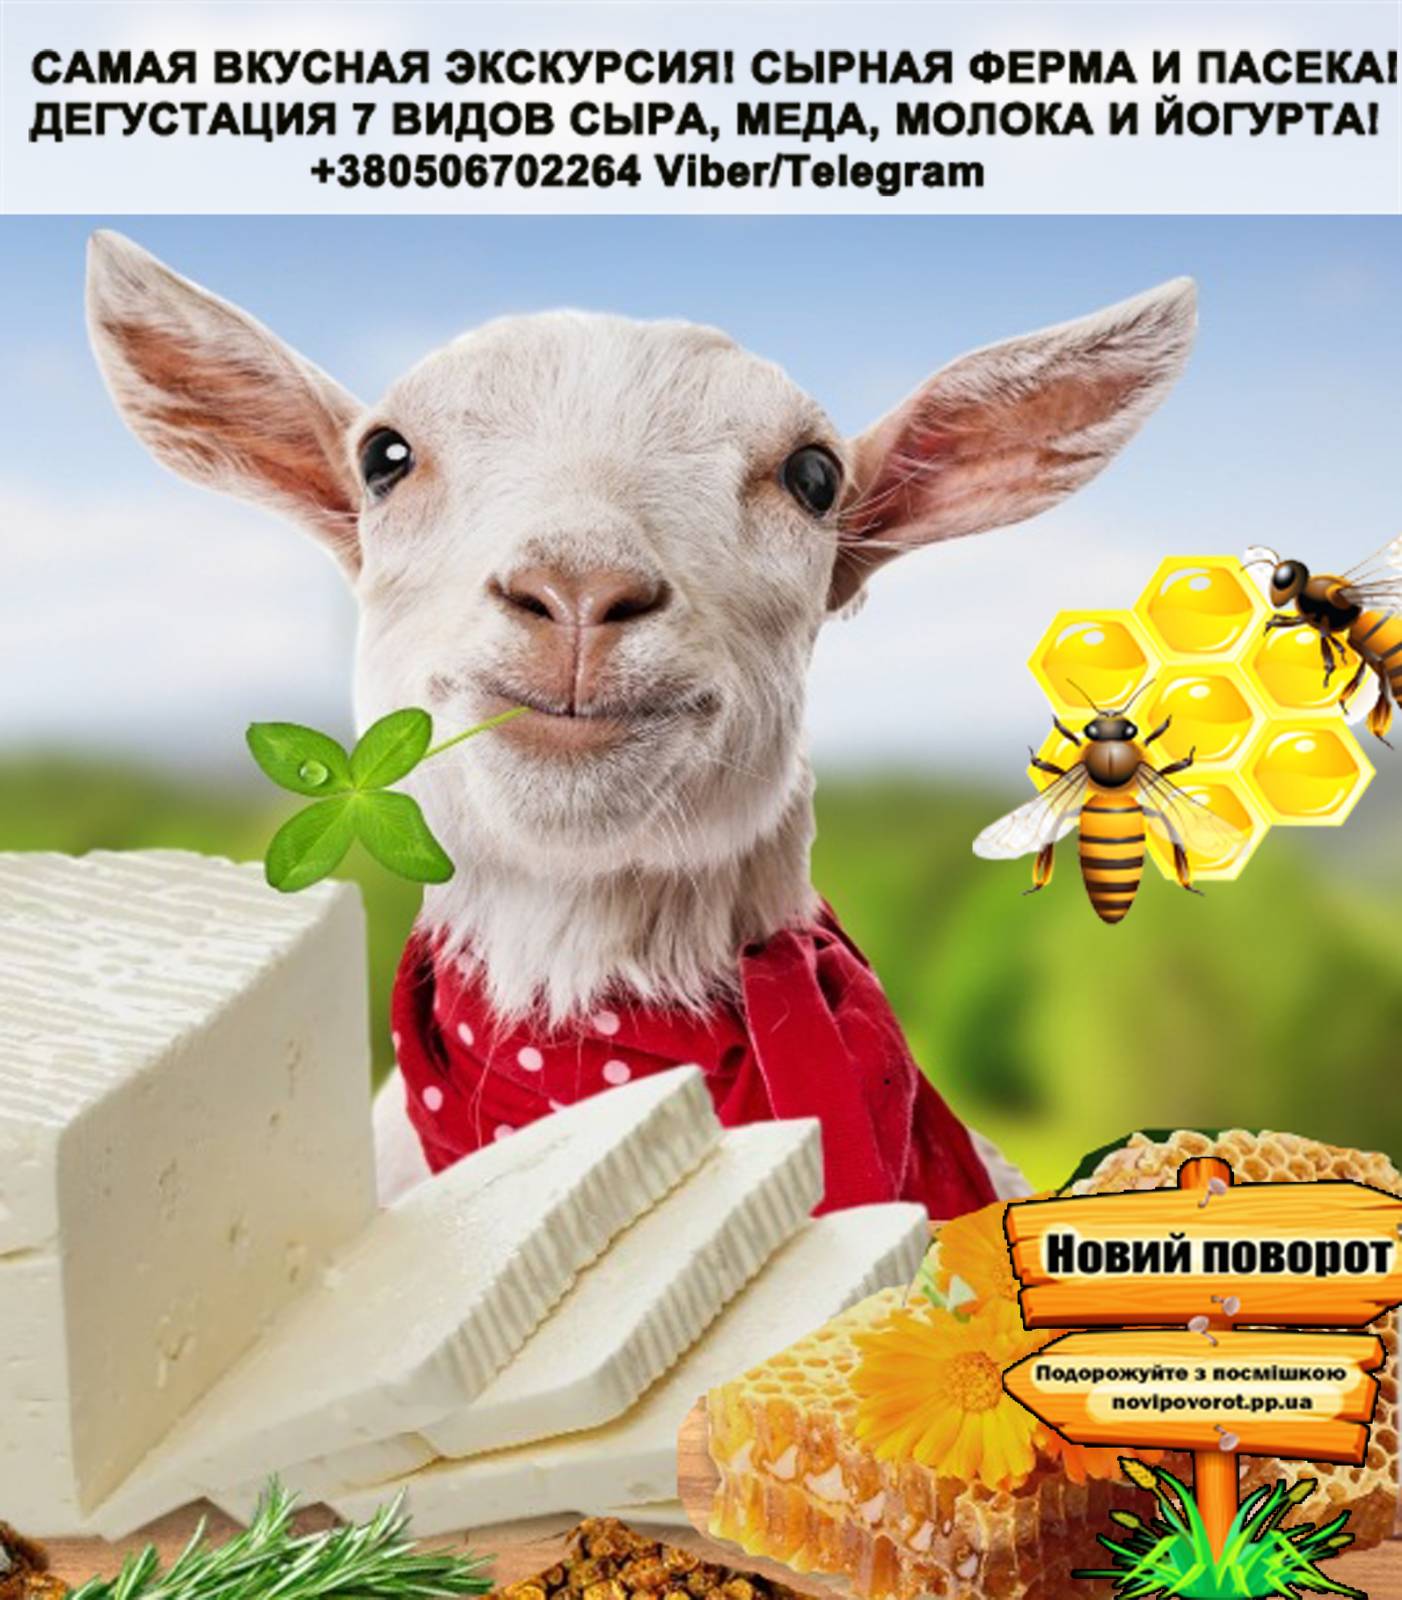 САМАЯ ВКУСНАЯ ЭКСКУРСИЯ! СЫРНАЯ ФЕРМА И ПАСЕКА!
ДЕГУСТАЦИЯ 7 ВИДОВ СЫРА, МЕДА, МОЛОКА И ЙОГУРТА!
+380506702264 Viber/Telegram
Новий поворот
Подорожуйте з посмішкою
novipovorot.pp.ua